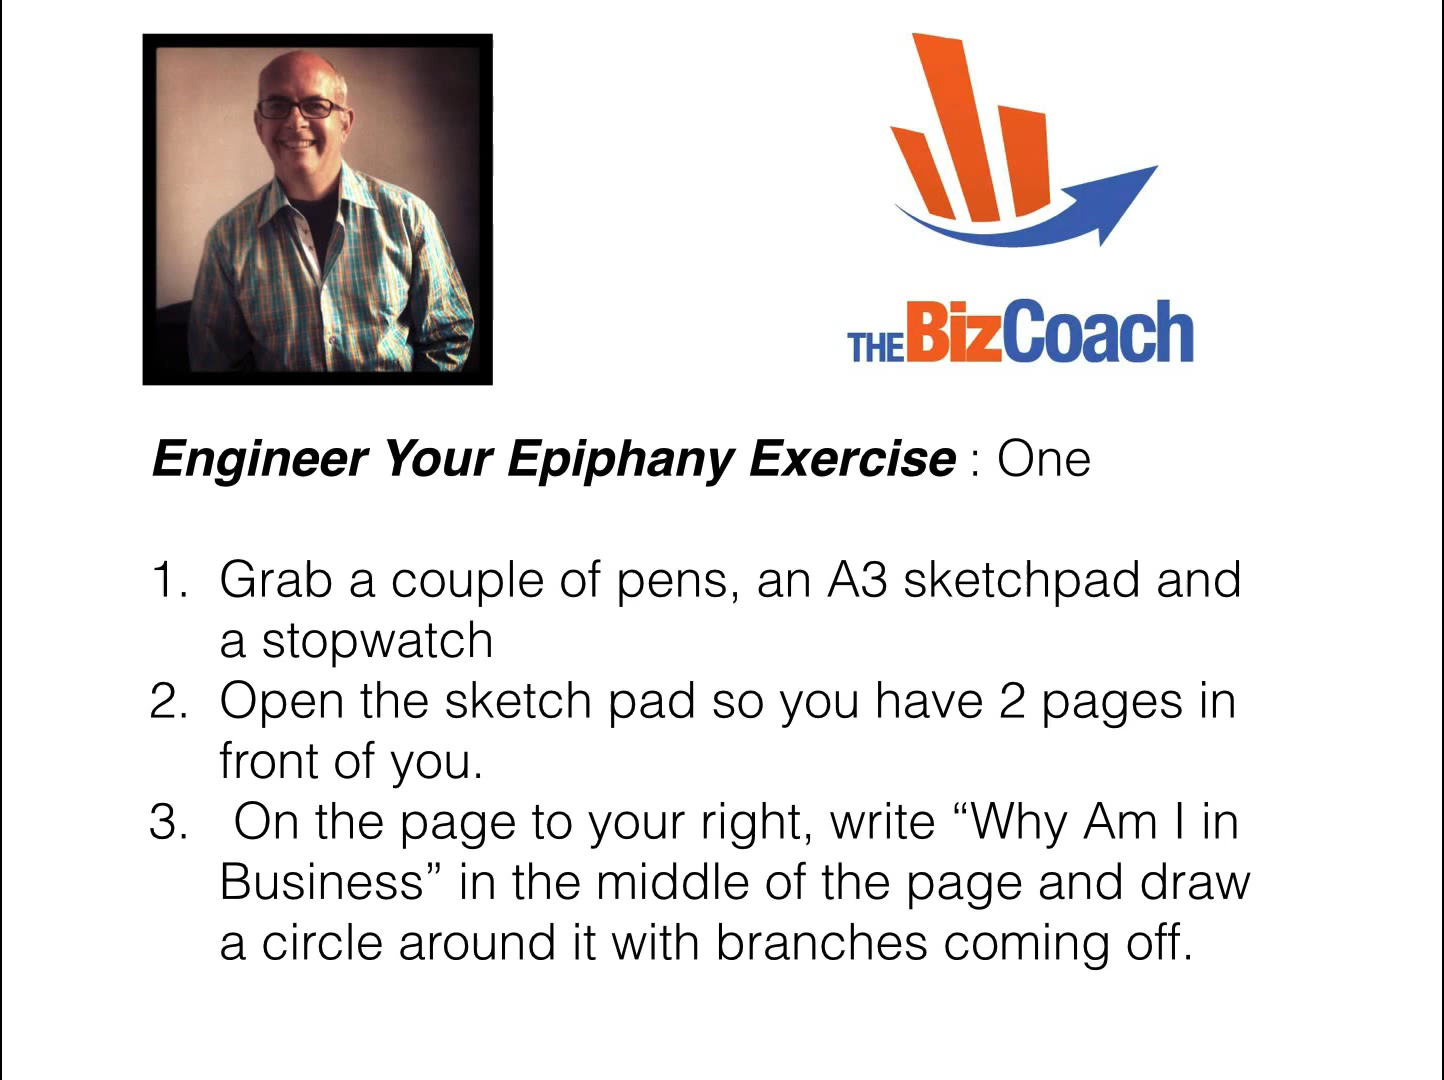 THE BizCoach
Engineer Your Epiphany Exercise : One
1. Grab a couple of pens, an A3 sketchpad and
a stopwatch
2. Open the sketch pad so you have 2 pages in
front of you.
3. On the page to your right, write “Why Am I in
Business” in the middle of the page and draw
a circle around it with branches coming off.